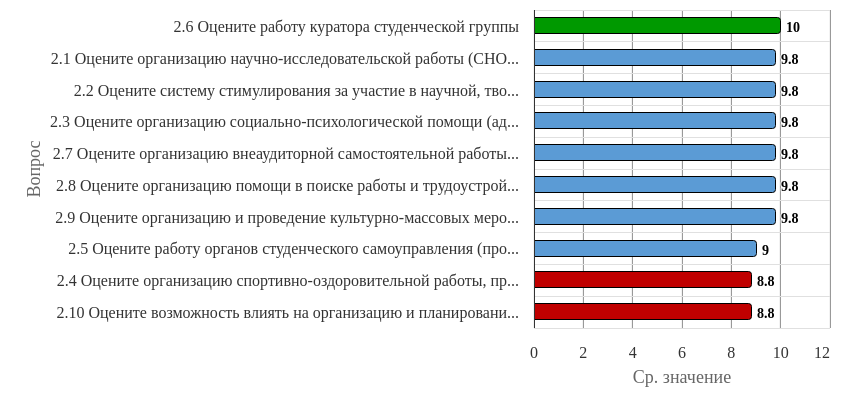 2.6 Оцените работу куратора студенческой группы 10
2.1 Оцените организацию научно-исследовательской работы (СНО... 9.8
2.2 Оцените систему стимулирования за участие в научной, тво... 9.8
2.3 Оцените организацию социально-психологической помощи (ад... 9.8
2.7 Оцените организацию внеаудиторной самостоятельной работы... 9.8
2.8 Оцените организацию помощи в поиске работы и трудоустрой... 9.8
2.9 Оцените организацию и проведение культурно-массовых меро... 9.8
2.5 Оцените работу органов студенческого самоуправления (про... 9
2.4 Оцените организацию спортивно-оздоровительной работы, пр... 8.8
2.10 Оцените возможность влиять на организацию и планировани... 8.8
Вопрос
0 2 4 6 8 10 12
Ср. значение